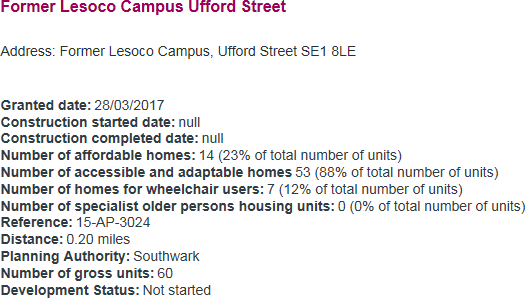 Former Lesoco Campus Ufford Street
Address: Former Lesoco Campus, Ufford Street SE1 8LE
Granted date: 28/03/2017
Construction started date: null
Construction completed date: null
Number of affordable homes: 14 (23% of total number of units)
Number of accessible and adaptable homes 53 (88% of total number of units)
Number of homes for wheelchair users: 7 (12% of total number of units)
Number of specialist older persons housing units: 0 (0% of total number of units)
Reference: 15-AP-3024
Distance: 0.20 miles
Planning Authority: Southwark
Number of gross units: 60
Development Status: Not started